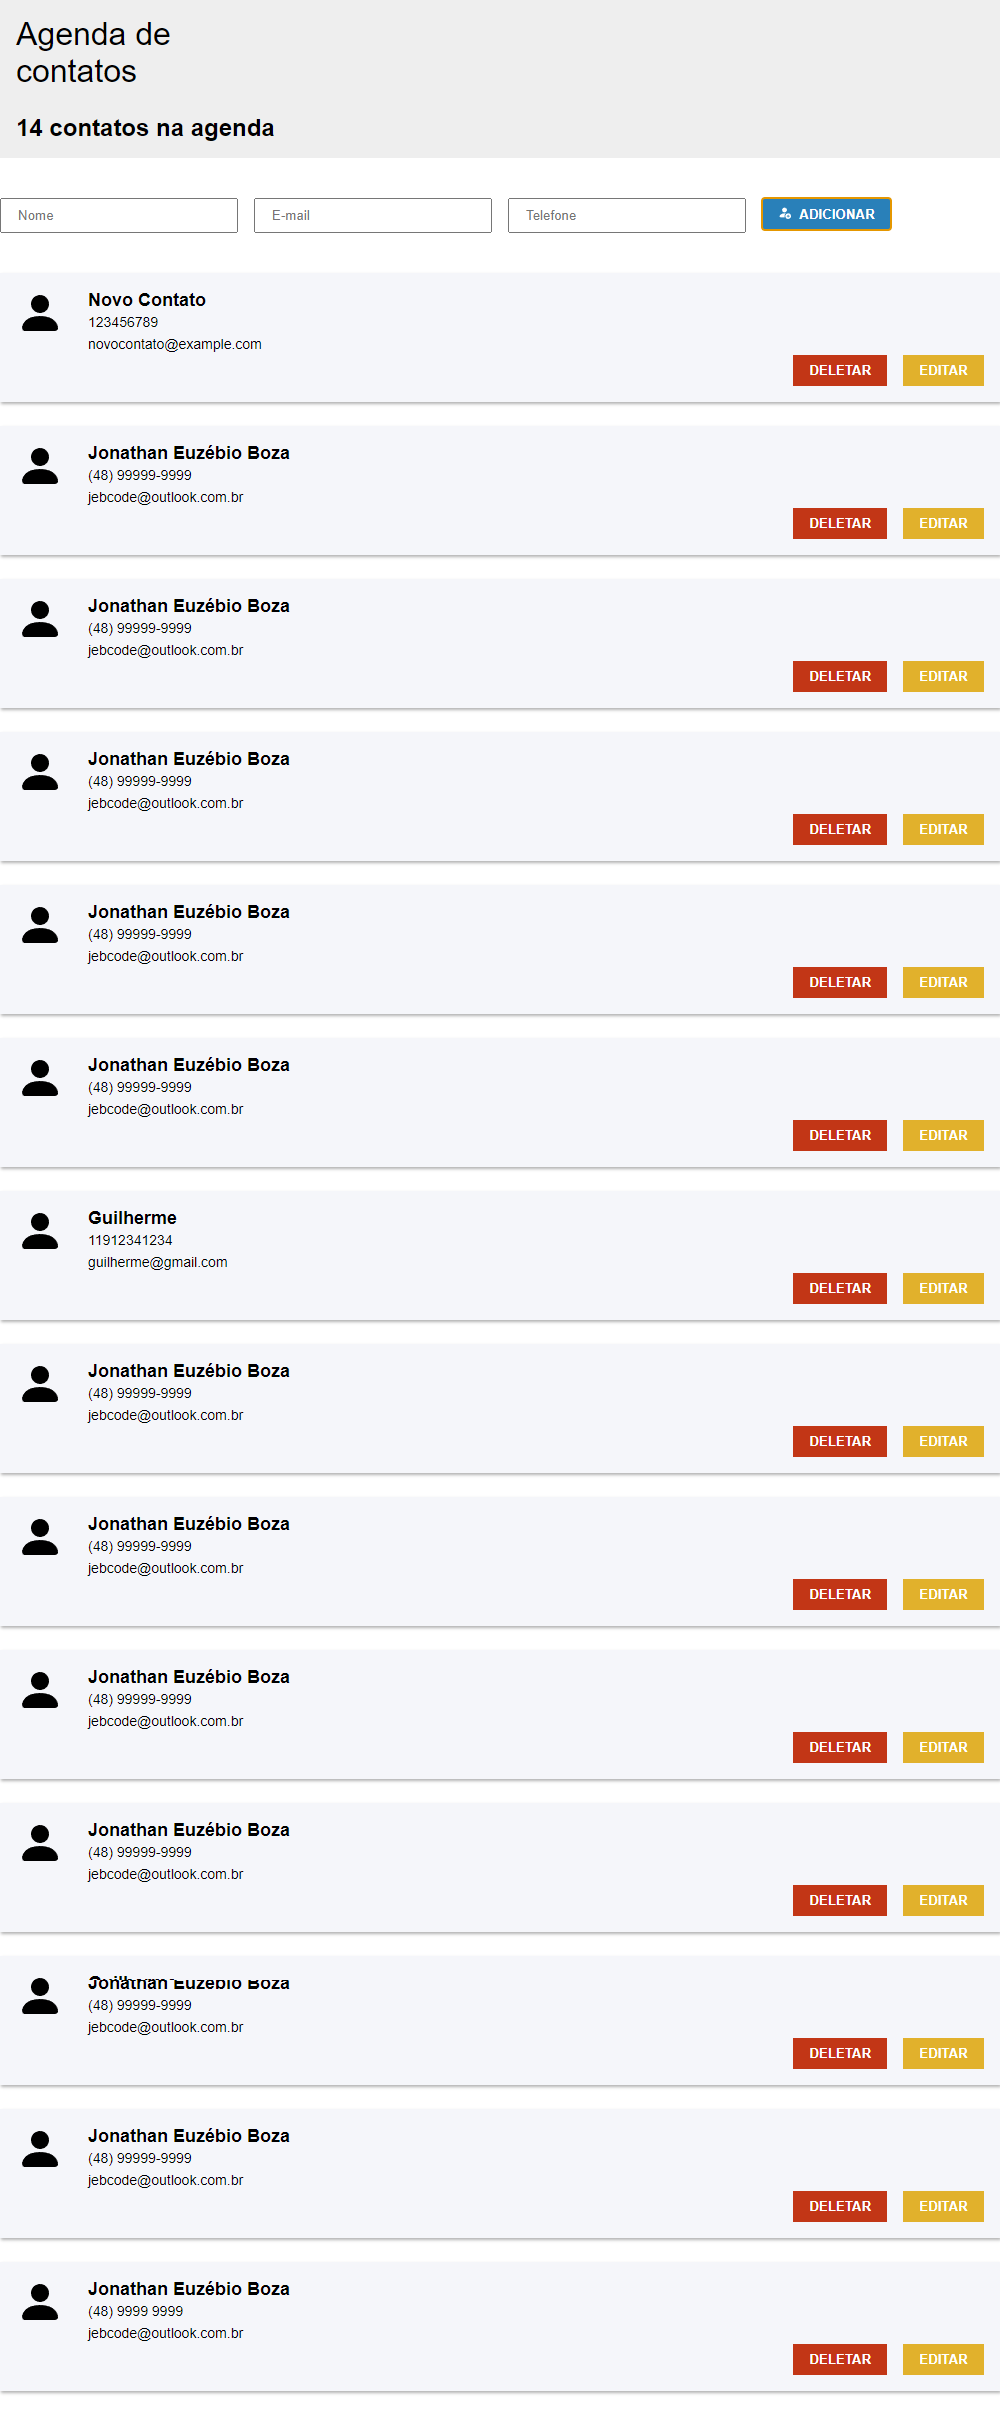 Agenda de
contatos
14 contatos na agenda
Nome E-mail Telefone ADICIONAR
Novo Contato
123456789
novocontato@example.com
DELETAR EDITAR
Jonathan Euzébio Boza
(48) 99999-9999
jebcode@outlook.com.br
DELETAR EDITAR
Jonathan Euzébio Boza
(48) 99999-9999
jebcode@outlook.com.br
DELETAR EDITAR
Jonathan Euzébio Boza
(48) 99999-9999
jebcode@outlook.com.br
DELETAR EDITAR
Jonathan Euzébio Boza
(48) 99999-9999
jebcode@outlook.com.br
DELETAR EDITAR
Jonathan Euzébio Boza
(48) 99999-9999
jebcode@outlook.com.br
DELETAR EDITAR
Guilherme
11912341234
guilherme@gmail.com
DELETAR EDITAR
Jonathan Euzébio Boza
(48) 99999-9999
jebcode@outlook.com.br
DELETAR EDITAR
Jonathan Euzébio Boza
(48) 99999-9999
jebcode@outlook.com.br
DELETAR EDITAR
Jonathan Euzébio Boza
(48) 99999-9999
jebcode@outlook.com.br
DELETAR EDITAR
Jonathan Euzébio Boza
(48) 99999-9999
jebcode@outlook.com.br
DELETAR EDITAR
Boza
(48) 99999-9999
jebcode@outlook.com.br
DELETAR EDITAR
Jonathan Euzébio Boza
(48) 99999-9999
jebcode@outlook.com.br
DELETAR EDITAR
Jonathan Euzébio Boza
(48) 9999 9999
jebcode@outlook.com.br
DELETAR EDITAR